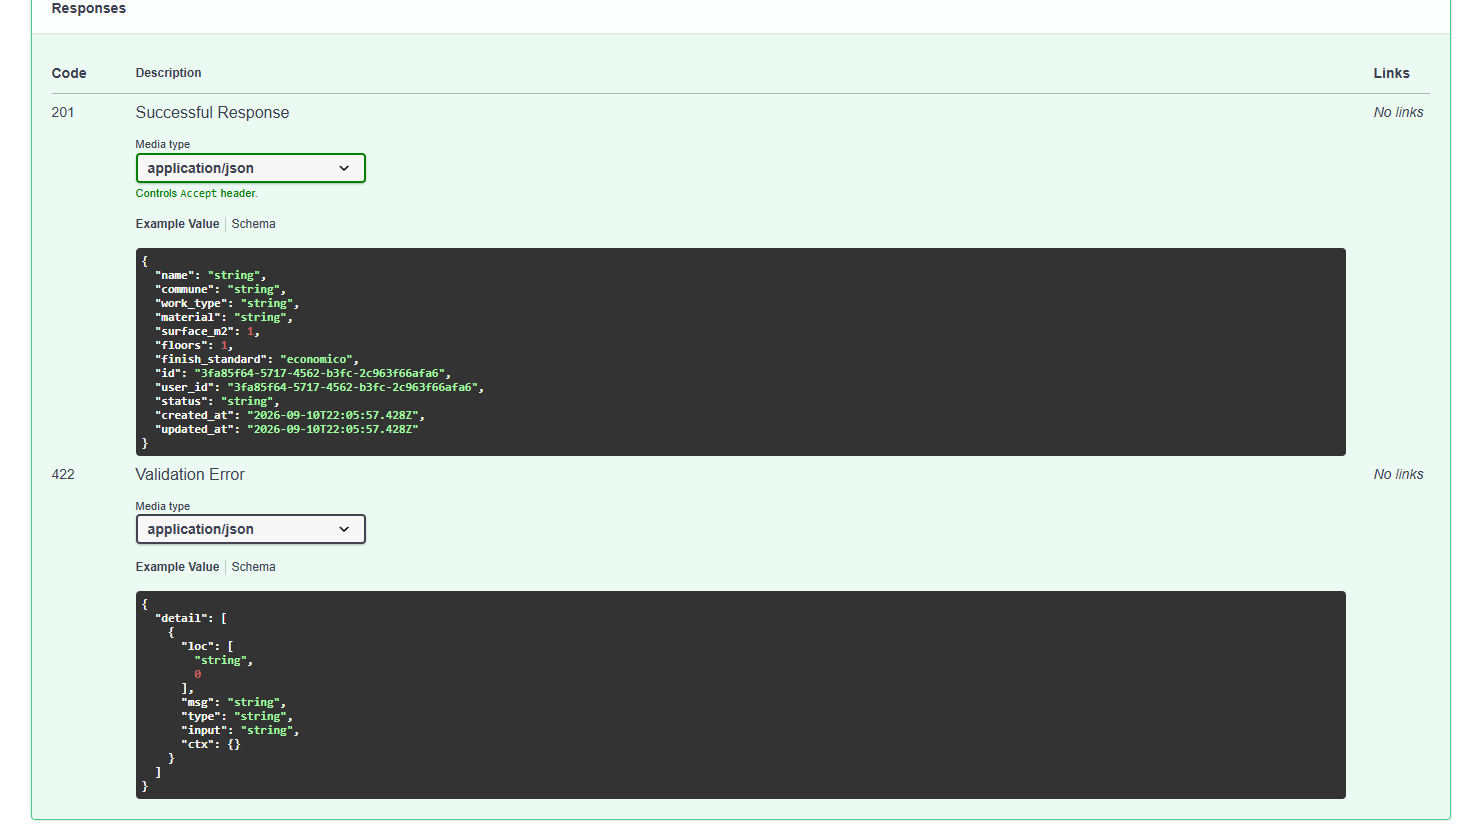 Responses
Code Description Links
201 Successful Response No links
Media type
application/json
Controls Accept header.
Example Value Schema
{
  "name": "string",
  "commune": "string",
  "work_type": "string",
  "material": "string",
  "surface_m2": 1,
  "floors": 1,
  "finish_standard": "economico",
  "id": "3fa85f64-5717-4562-b3fc-2c963f66afa6",
  "user_id": "3fa85f64-5717-4562-b3fc-2c963f66afa6",
  "status": "string",
  "created_at": "2026-09-10T22:05:57.428Z",
  "updated_at": "2026-09-10T22:05:57.428Z"
}
422 Validation Error No links
Media type
application/json
Example Value Schema
{
  "detail": [
    {
      "loc": [
        "string",
        0
      ],
      "msg": "string",
      "type": "string",
      "input": "string",
      "ctx": {}
    }
  ]
}